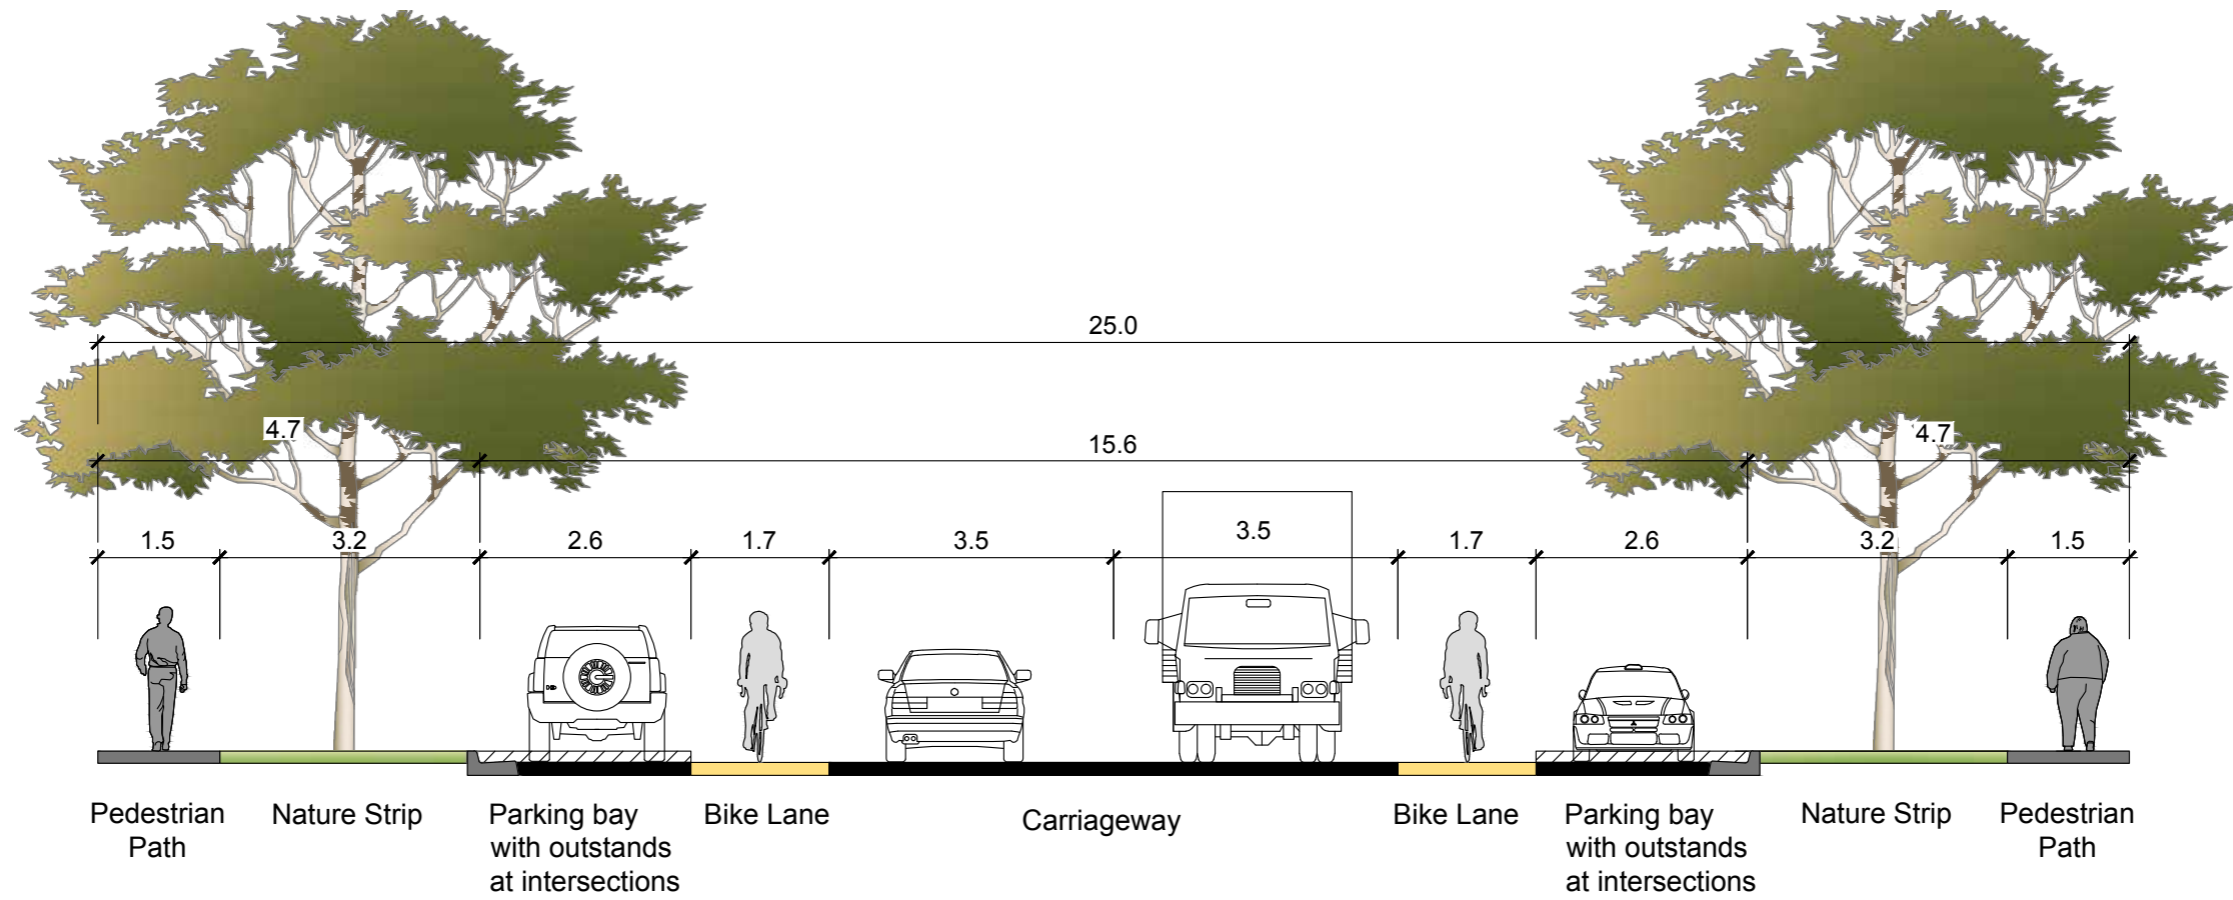 25.0
4.7
15.6
4.7
1.5
3.2
2.6
1.7
3.5
3.5
1.7
2.6
3.2
1.5
Pedestrian
Path
Nature Strip
Parking bay
with outstands
at intersections
Bike Lane
Carriageway
Bike Lane
Parking bay
with outstands
at intersections
Nature Strip
Pedestrian
Path